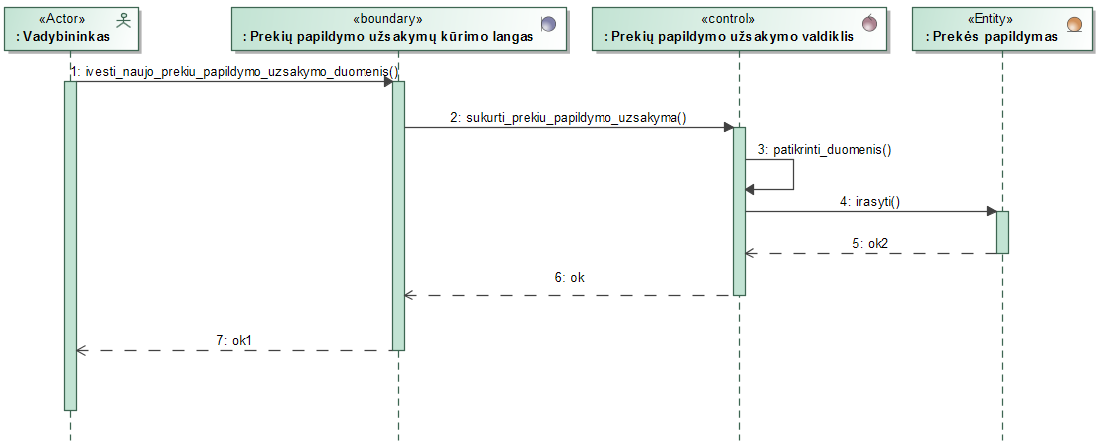 «Actor»
: Vadybininkas
«boundary»
: Prekių papildymo užsakymų kūrimo langas
«control»
: Prekių papildymo užsakymo valdiklis
«Entity»
: Prekės papildymas
1: ivesti_naujo_prekiu_papildymo_uzsakymo_duomenis()
2: sukurti_prekiu_papildymo_uzsakyma()
3: patikrinti_duomenis()
4: irasyti()
5: ok2
6: ok
7: ok1